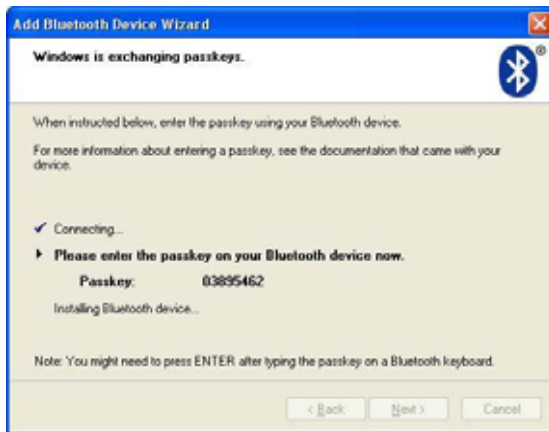 Add Bluetooth Device Wizard
Windows is exchanging passkeys.
®
When instructed below, enter the passkey using your Bluetooth device.
For more information about entering a passkey, see the documentation that came with your
device.
Connecting...
Please enter the passkey on your Bluetooth device now.
Passkey: 03895462
Installing Bluetooth device...
Note: You might need to press ENTER after typing the passkey on a Bluetooth keyboard.
< Back Next > Cancel